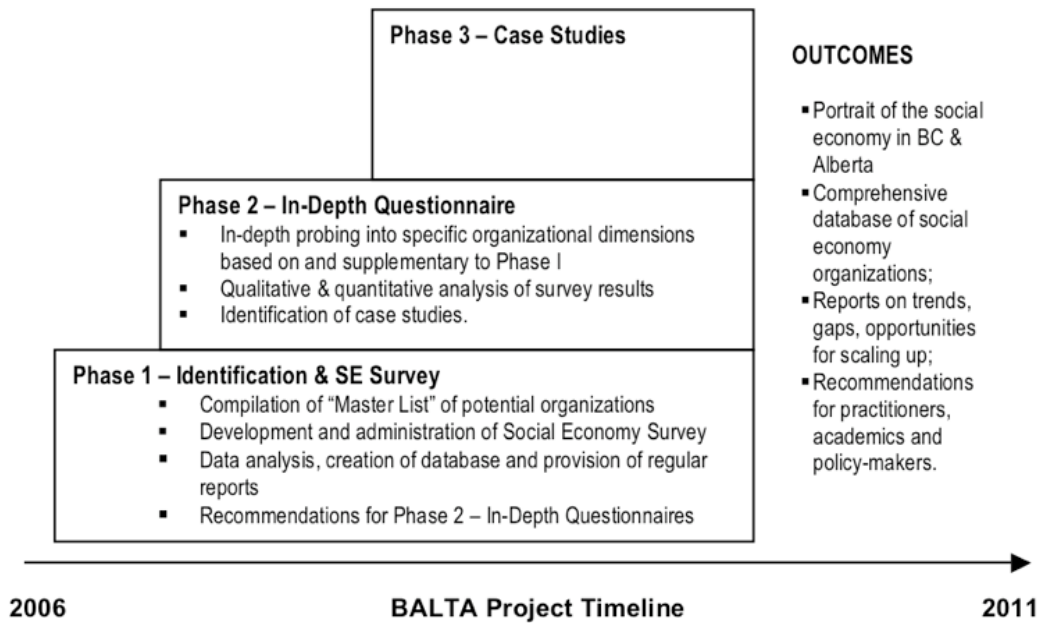 Phase 3 – Case Studies
Phase 2 – In-Depth Questionnaire
▪ In-depth probing into specific organizational dimensions
based on and supplementary to Phase I
▪ Qualitative & quantitative analysis of survey results
▪ Identification of case studies.
Phase 1 – Identification & SE Survey
▪ Compilation of “Master List” of potential organizations
▪ Development and administration of Social Economy Survey
▪ Data analysis, creation of database and provision of regular
reports
▪ Recommendations for Phase 2 – In-Depth Questionnaires
OUTCOMES
▪ Portrait of the social
economy in BC &
Alberta
▪ Comprehensive
database of social
economy
organizations;
▪ Reports on trends,
gaps, opportunities
for scaling up;
▪ Recommendations
for practitioners,
academics and
policy-makers.
2006 BALTA Project Timeline 2011